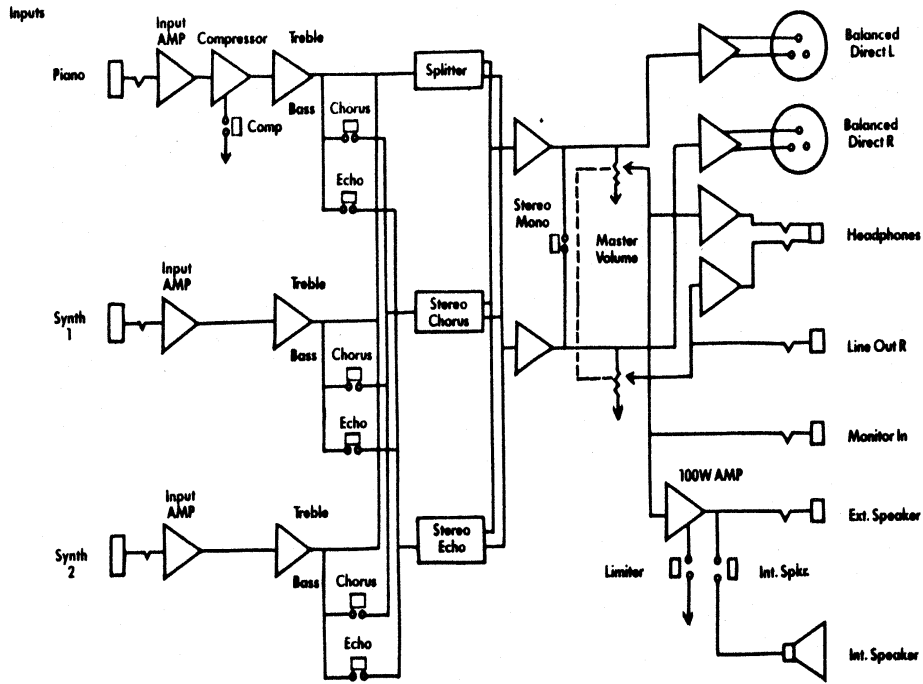 Inputs
Input
AMP
Compressor
Treble
Piano
Bass
Comp
Chorus
Echo
Splitter
Balanced
Direct L
Balanced
Direct R
Stereo
Mono
Master
Volume
Headphones
Input
AMP
Treble
Synth
1
Bass
Chorus
Echo
Stereo
Chorus
Line Out R
Monitor In
100W AMP
Input
AMP
Treble
Synth
2
Bass
Chorus
Echo
Stereo
Echo
Ext. Speaker
Limiter
Int. Spkr.
Int. Speaker